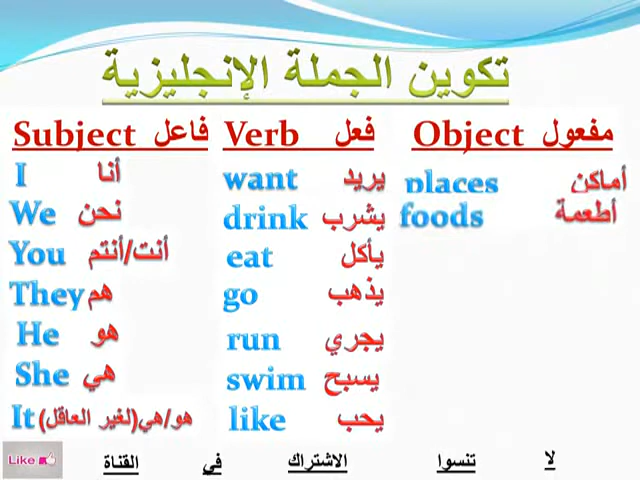 تكوين الجملة الإنجليزية
Subject فاعل Verb فعل Object مفعول
I أنا want يريد places أماكن
We نحن drink يشرب foods أطعمة
You أنت/أنتم eat يأكل
They هم go يذهب
He هو run يجري
She هي swim يسبح
It هو/هي(لغير العاقل) like يحب
Like لا تنسوا الاشتراك في القناة